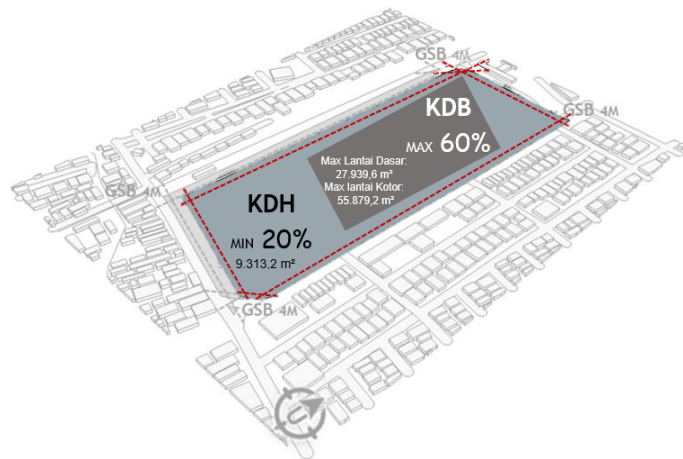 GSB 4M
KDB
MAX 60%
GSB 4M
Max Lantai Dasar:
27.939,6 m²
Max lantai Kotor:
55.879,2 m²
GSB 4M
KDH
MIN 20%
9.313,2 m²
GSB 4M